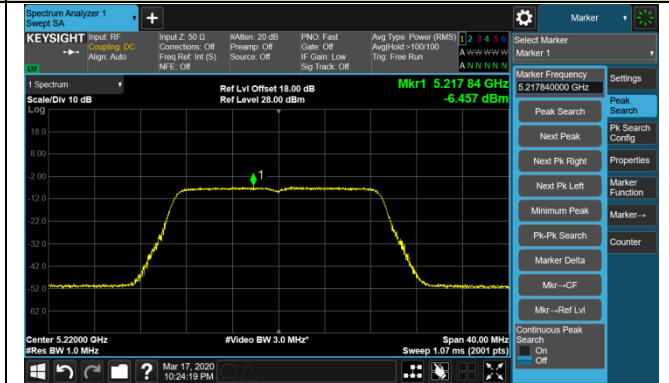 Spectrum Analyzer 1
Swept SA
Marker
KEYSIGHT
Input: RF
Coupling: DC
Align: Auto
Input Z: 50 Ω
Corrections: Off
Freq Ref: Int (S)
NFE: Off
#Atten: 20 dB
Preamp: Off
Source: Off
PNO: Fast
Gate: Off
IF Gain: Low
Sig Track: Off
Avg Type: Power (RMS)
Avg|Hold:>100/100
Trig: Free Run
1 2 3 4 5 6
A W W W W W
A N N N N N
LXI
Select Marker
Marker 1
1 Spectrum
Scale/Div 10 dB
Log
Ref Lvl Offset 18.00 dB
Ref Level 28.00 dBm
Mkr1 5.217 84 GHz
-6.457 dBm
1
18.0
8.00
-2.00
-12.0
-22.0
-32.0
-42.0
-52.0
-62.0
Center 5.22000 GHz
#Res BW 1.0 MHz
#Video BW 3.0 MHz*
Span 40.00 MHz
Sweep 1.07 ms (2001 pts)
Marker Frequency
5.217840000 GHz
Peak Search
Next Peak
Next Pk Right
Next Pk Left
Minimum Peak
Pk-Pk Search
Marker Delta
Mkr→CF
Mkr→Ref Lvl
Continuous Peak
Search
On
Off
Settings
Peak
Search
Pk Search
Config
Properties
Marker
Function
Marker→
Counter
?
Mar 17, 2020
10:24:19 PM